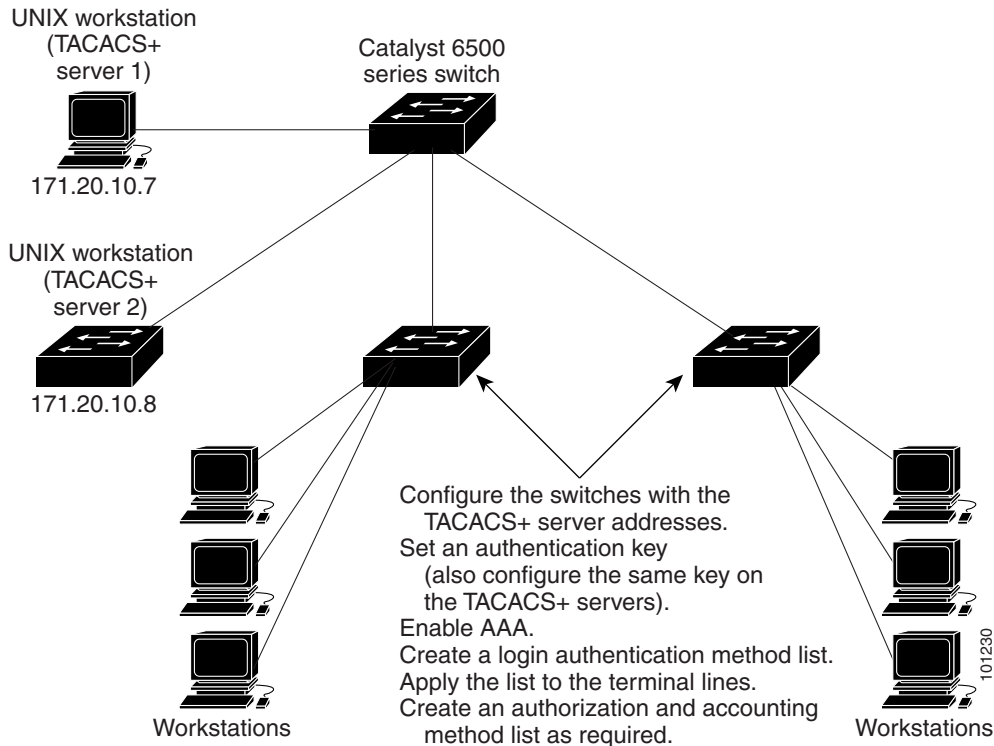 UNIX workstation
(TACACS+
server 1)
Catalyst 6500
series switch
171.20.10.7
UNIX workstation
(TACACS+
server 2)
171.20.10.8
Configure the switches with the
TACACS+ server addresses.
Set an authentication key
(also configure the same key on
the TACACS+ servers).
Enable AAA.
Create a login authentication method list.
Apply the list to the terminal lines.
Create an authorization and accounting
method list as required.
Workstations
Workstations
101230